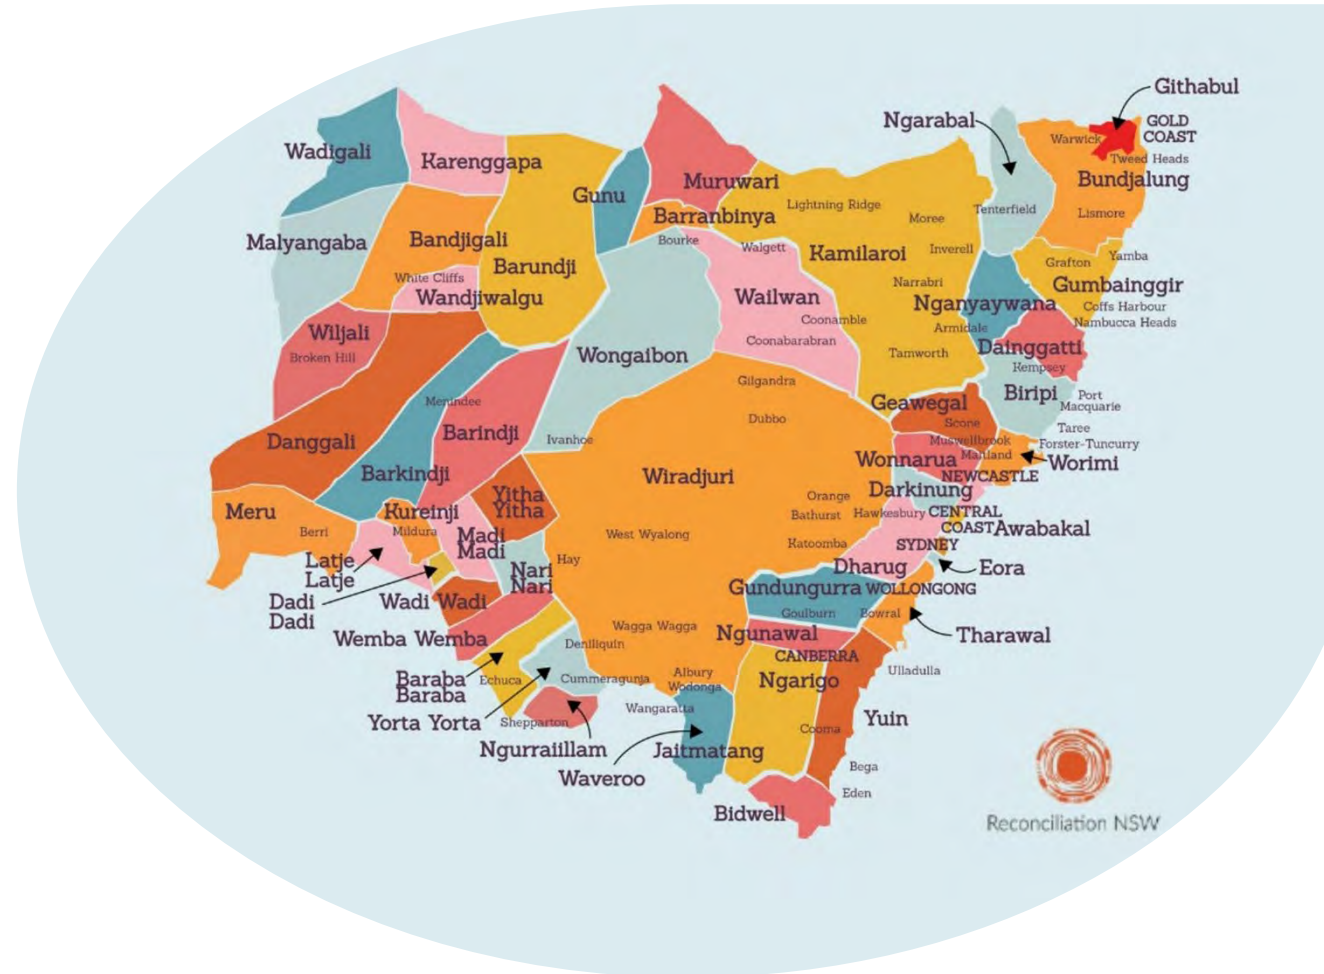 Githabul
Ngarabal
GOLD
COAST
Warwick
Tweed Heads
Wadigali
Karenggapa
Gunu
Muruwari
Bundjalung
Lightning Ridge
Moree
Tenterfield
Lismore
Barranbinya
Malyangaba
Bandjigali
Bourke
Walgett
Kamilaroi
Inverell
Grafton
Yamba
Barundji
White Cliffs
Wandjiwalgu
Wailwan
Narrabri
Gumbainggir
Nganyaywana
Coffs Harbour
Coonamble
Nambucca Heads
Wiljali
Armidale
Broken Hill
Wongaibon
Coonabarabran
Tamworth
Dainggatti
Kempsey
Gilgandra
Biripi
Port
Macquarie
Menindee
Geawegal
Dubbo
Scone
Taree
Danggali
Barindji
Ivanhoe
Muswellbrook
Forster-Tuncurry
Maitland
Wonnarua
Worimi
Barkindji
Wiradjuri
NEWCASTLE
Darkinung
Yitha
Yitha
Orange
Meru
Kureinji
Bathurst
Hawkesbury
CENTRAL
COAST
Awabakal
Berri
Mildura
Madi
Madi
West Wyalong
Katoomba
SYDNEY
Latje
Latje
Hay
Nari
Nari
Dharug
Eora
Dadi
Dadi
Wadi Wadi
Gundungurra
WOLLONGONG
Goulburn
Bowral
Wemba Wemba
Wagga Wagga
Ngunawal
Tharawal
Deniliquin
CANBERRA
Baraba
Baraba
Echuca
Cummeragunja
Albury
Wodonga
Ngarigo
Ulladulla
Yorta Yorta
Shepparton
Wangaratta
Cooma
Yuin
Ngurraiillam
Jaitmatang
Waveroo
Bega
Eden
Bidwell
Reconciliation NSW